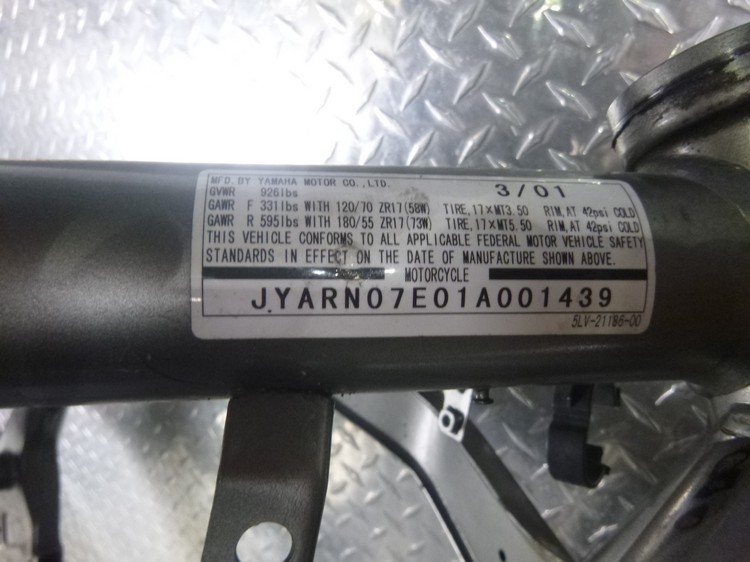 MFD. BY YAMAHA MOTOR CO., LTD. 3/01
GVWR 926lbs
GAWR F 331lbs WITH 120/70 ZR17(58W) TIRE, 17×MT3.50 RIM, AT 42psi COLD
GAWR R 595lbs WITH 180/55 ZR17(73W) TIRE, 17×MT5.50 RIM, AT 42psi COLD
THIS VEHICLE CONFORMS TO ALL APPLICABLE FEDERAL MOTOR VEHICLE SAFETY
STANDARDS IN EFFECT ON THE DATE OF MANUFACTURE SHOWN ABOVE.
MOTORCYCLE
JYARN07E01A001439
5LV-21186-00